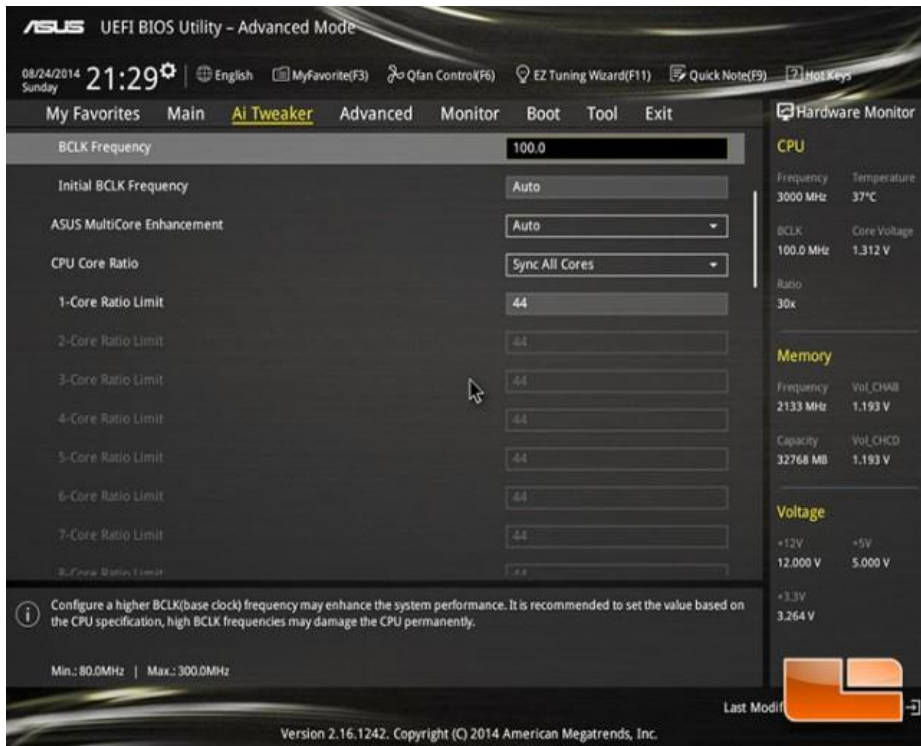 ASUS UEFI BIOS Utility – Advanced Mode
08/24/2014 Sunday 21:29 English MyFavorite(F3) Qfan Control(F6) EZ Tuning Wizard(F11) Quick Note(F9) ? Hot Keys
My Favorites Main Ai Tweaker Advanced Monitor Boot Tool Exit
BCLK Frequency 100.0
Initial BCLK Frequency Auto
ASUS MultiCore Enhancement Auto
CPU Core Ratio Sync All Cores
1-Core Ratio Limit 44
2-Core Ratio Limit 44
3-Core Ratio Limit 44
4-Core Ratio Limit 44
5-Core Ratio Limit 44
6-Core Ratio Limit 44
7-Core Ratio Limit 44
8-Core Ratio Limit 44
Configure a higher BCLK(base clock) frequency may enhance the system performance. It is recommended to set the value based on
the CPU specification, high BCLK frequencies may damage the CPU permanently.
Min.: 80.0MHz | Max.: 300.0MHz
Hardware Monitor
CPU
Frequency Temperature
3000 MHz 37°C
BCLK Core Voltage
100.0 MHz 1.312 V
Ratio
30x
Memory
Frequency Vol_CHAB
2133 MHz 1.193 V
Capacity Vol_CHCD
32768 MB 1.193 V
Voltage
+12V +5V
12.000 V 5.000 V
+3.3V
3.264 V
Last Modif
Version 2.16.1242. Copyright (C) 2014 American Megatrends, Inc.